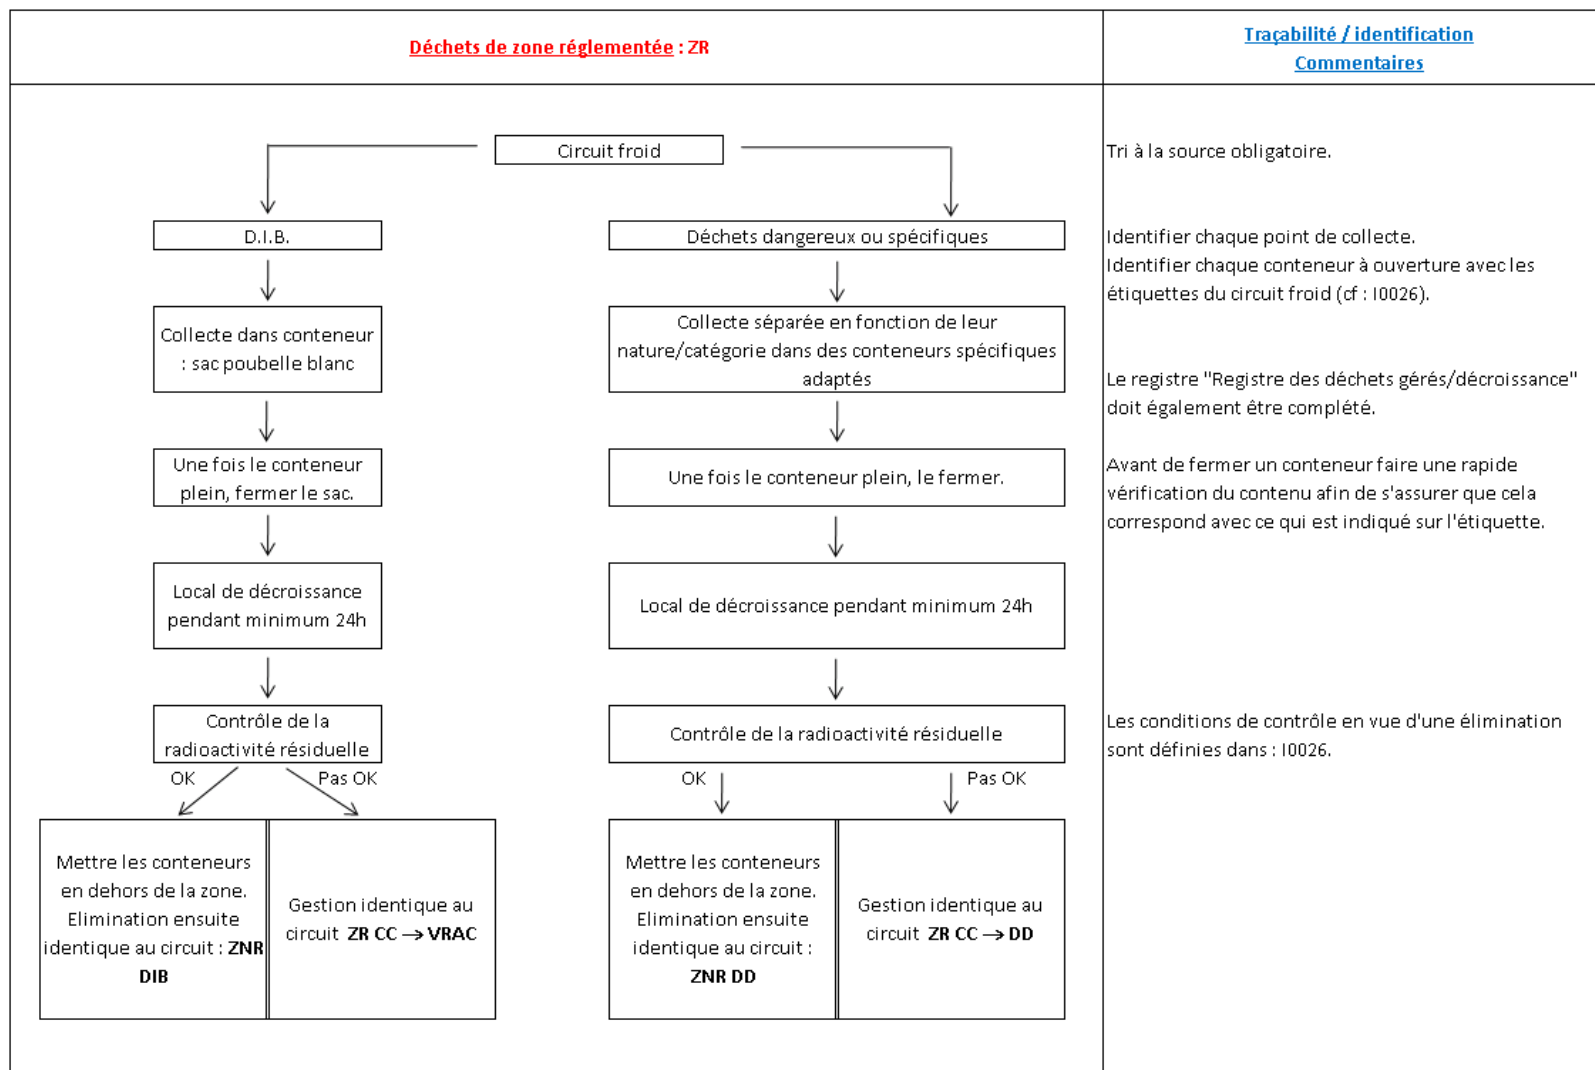 Déchets de zone réglementée : ZR
Traçabilité / identification
Commentaires
Circuit froid
Tri à la source obligatoire.
D.I.B.
Déchets dangereux ou spécifiques
Identifier chaque point de collecte.
Identifier chaque conteneur à ouverture avec les
étiquettes du circuit froid (cf : I0026).
Collecte dans conteneur
: sac poubelle blanc
Collecte séparée en fonction de leur
nature/catégorie dans des conteneurs spécifiques
adaptés
Le registre "Registre des déchets gérés/décroissance"
doit également être complété.
Une fois le conteneur
plein, fermer le sac.
Une fois le conteneur plein, le fermer.
Avant de fermer un conteneur faire une rapide
vérification du contenu afin de s'assurer que cela
correspond avec ce qui est indiqué sur l'étiquette.
Local de décroissance
pendant minimum 24h
Local de décroissance pendant minimum 24h
Contrôle de la
radioactivité résiduelle
Contrôle de la radioactivité résiduelle
Les conditions de contrôle en vue d'une élimination
sont définies dans : I0026.
OK
Pas OK
OK
Pas OK
Mettre les conteneurs
en dehors de la zone.
Elimination ensuite
identique au circuit : ZNR
DIB
Gestion identique au
circuit ZR CC → VRAC
Mettre les conteneurs
en dehors de la zone.
Elimination ensuite
identique au circuit :
ZNR DD
Gestion identique au
circuit ZR CC → DD